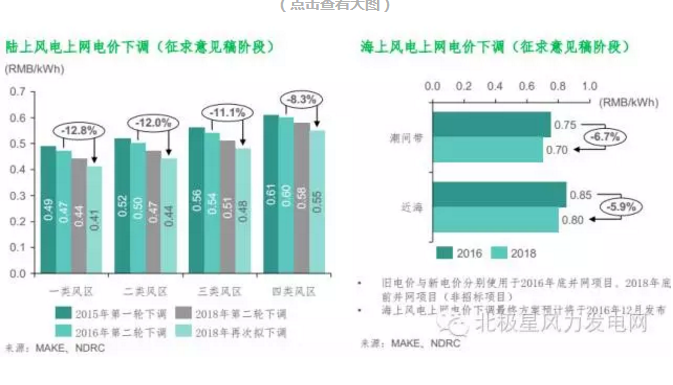 （点击查看大图）
陆上风电上网电价下调（征求意见稿阶段）
(RMB/kWh)
0.7
0.6
0.5
0.4
0.3
0.2
0.1
0.0
-12.8%
-12.0%
-11.1%
-8.3%
0.49
0.47
0.44
0.41
0.52
0.50
0.47
0.44
0.56
0.54
0.51
0.48
0.61
0.60
0.58
0.55
一类风区
二类风区
三类风区
四类风区
2015年第一轮下调
2018年第二轮下调
2016年第二轮下调
2018年再次拟下调
来源：MAKE、NDRC
海上风电上网电价下调（征求意见稿阶段）
0.0 0.2 0.4 0.6 0.8 1.0
(RMB/kWh)
潮间带
0.75
0.70
-6.7%
近海
0.85
0.80
-5.9%
2016
2018
• 旧电价与新电价分别使用于2016年底并网项目、2018年底
前并网项目（非招标项目）
• 海上风电上网电价下调最终方案预计将于2016年12月发布
北极星风力发电网
来源：MAKE、NDRC